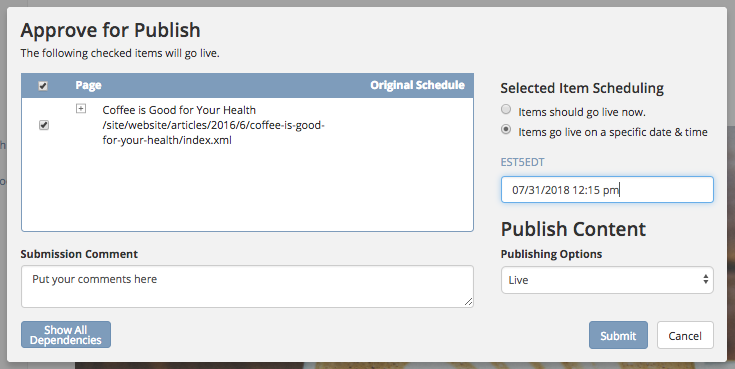 Approve for Publish
The following checked items will go live.
Page
Original Schedule
Coffee is Good for Your Health
/site/website/articles/2016/6/coffee-is-good-
for-your-health/index.xml
Selected Item Scheduling
Items should go live now.
Items go live on a specific date & time
EST5EDT
07/31/2018 12:15 pm
Publish Content
Publishing Options
Live
Submission Comment
Put your comments here
Show All
Dependencies
Submit
Cancel